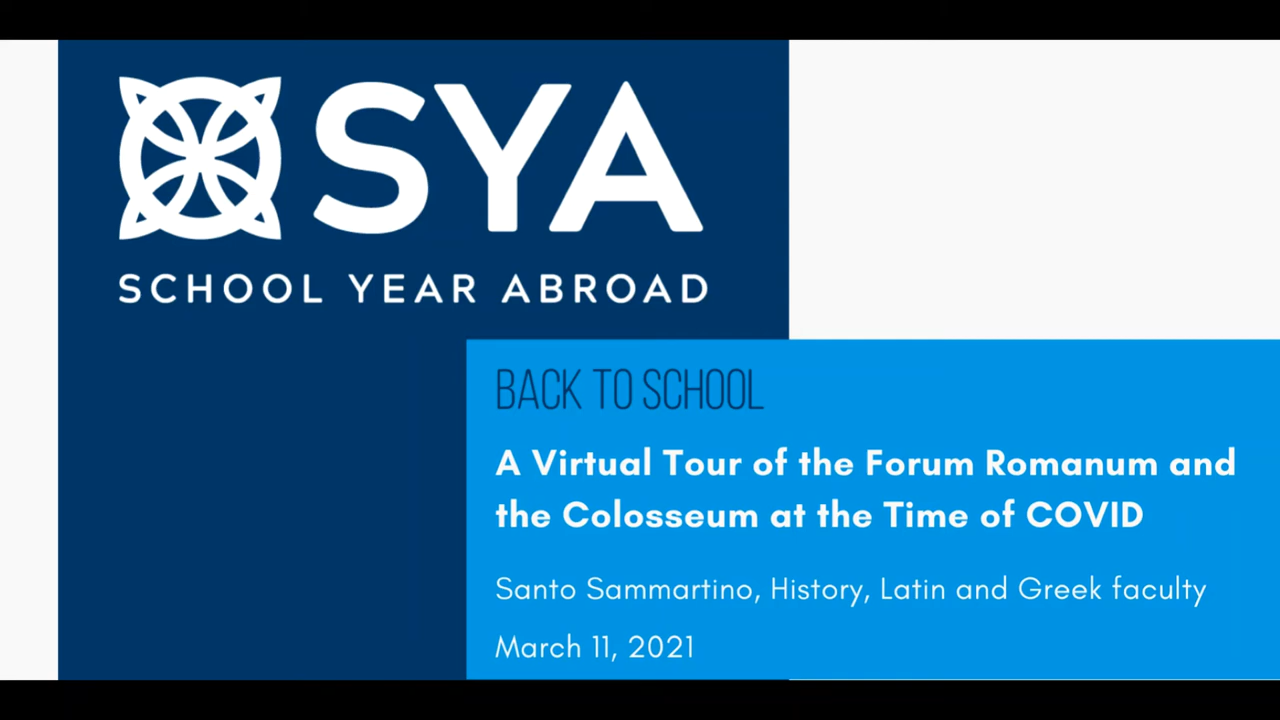 SYA
SCHOOL YEAR ABROAD
BACK TO SCHOOL
A Virtual Tour of the Forum Romanum and
the Colosseum at the Time of COVID
Santo Sammartino, History, Latin and Greek faculty
March 11, 2021